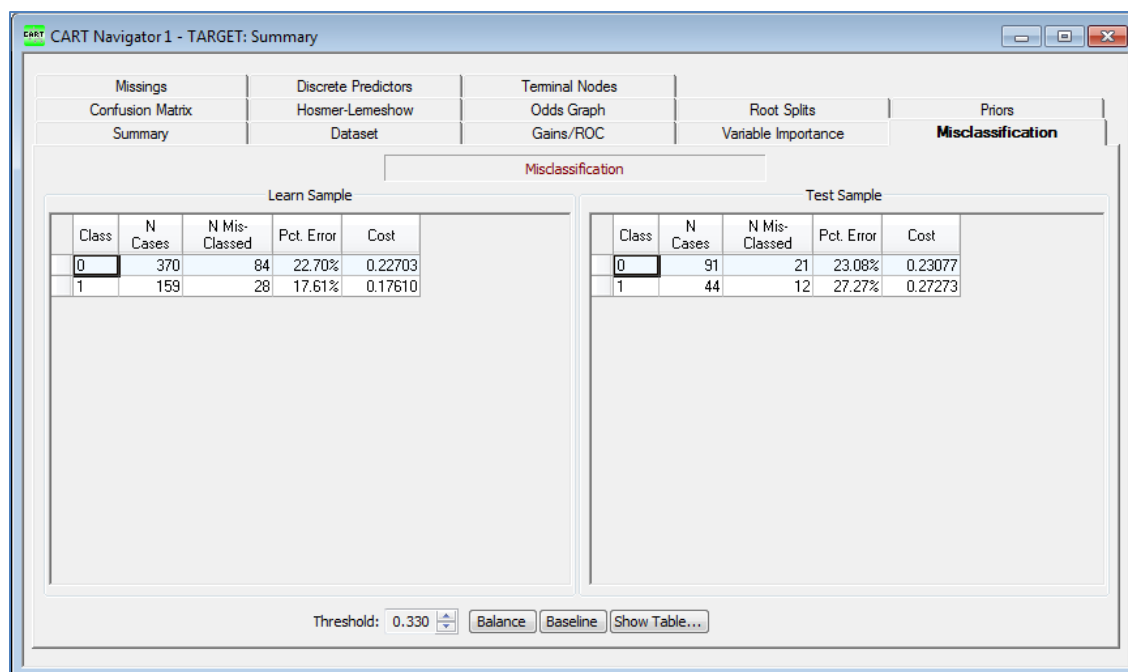 CART CART Navigator 1 - TARGET: Summary
Missings Discrete Predictors Terminal Nodes
Confusion Matrix Hosmer-Lemeshow Odds Graph Root Splits Priors
Summary Dataset Gains/ROC Variable Importance Misclassification
Misclassification
Learn Sample
Class N Cases N Mis-Classed Pct. Error Cost
0 370 84 22.70% 0.22703
1 159 28 17.61% 0.17610
Test Sample
Class N Cases N Mis-Classed Pct. Error Cost
0 91 21 23.08% 0.23077
1 44 12 27.27% 0.27273
Threshold: 0.330 Balance Baseline Show Table...